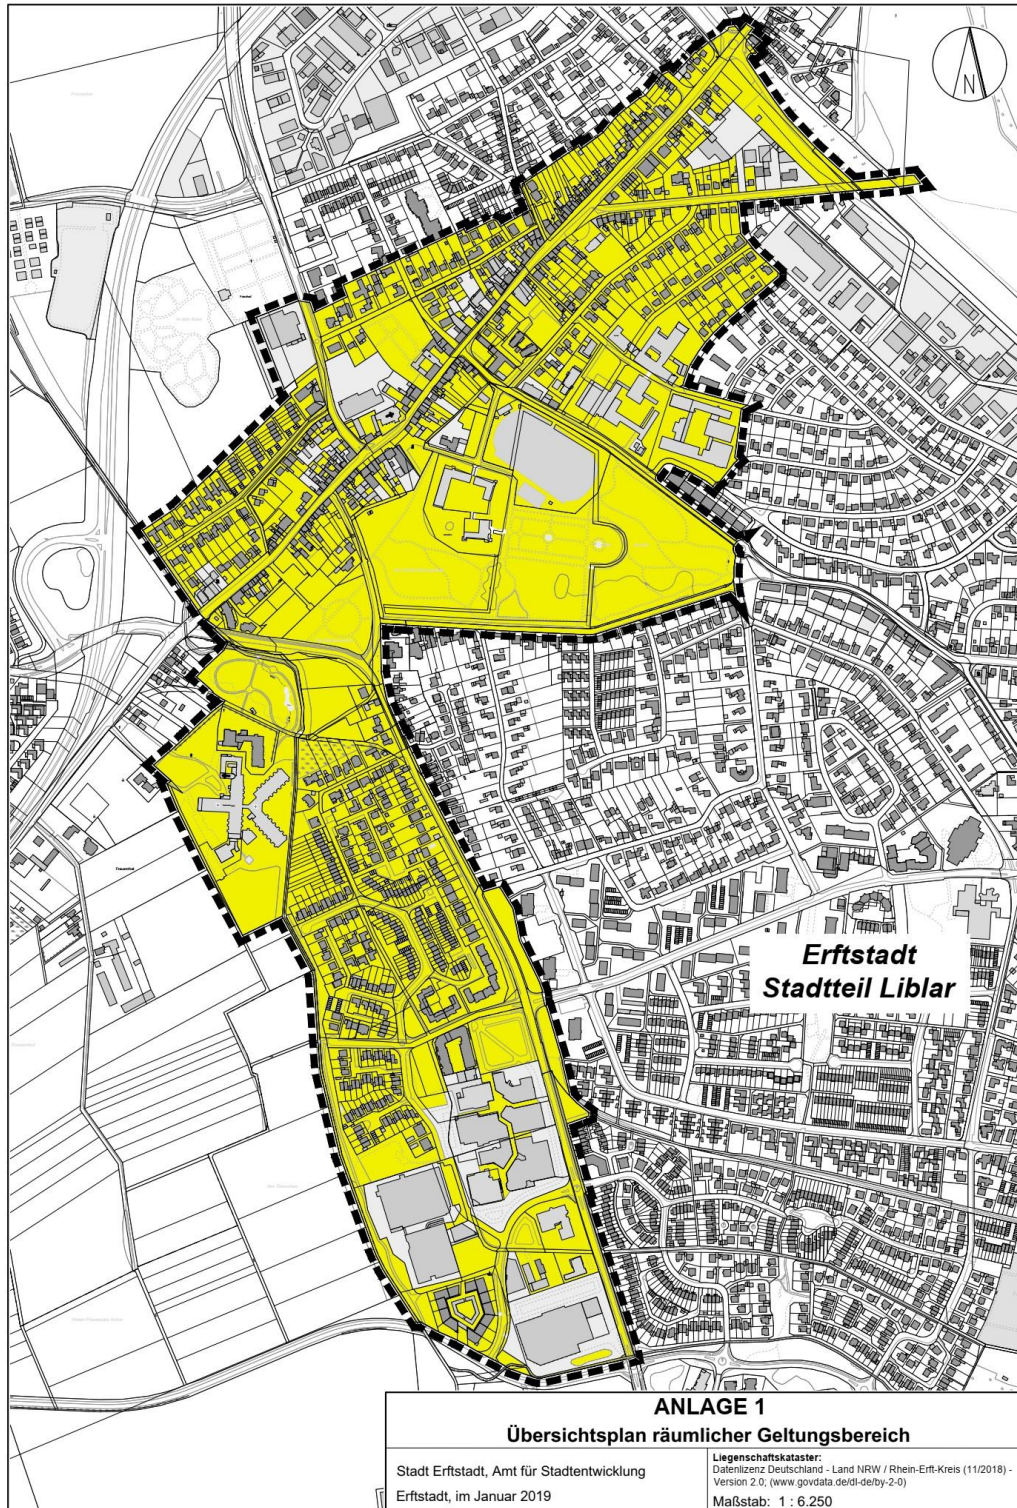 N
Friedhof
Frauenthal
Erftstadt
Stadtteil Liblar
ANLAGE 1
Übersichtsplan räumlicher Geltungsbereich
Stadt Erftstadt, Amt für Stadtentwicklung
Erftstadt, im Januar 2019
Liegenschaftskataster:
Datenlizenz Deutschland - Land NRW / Rhein-Erft-Kreis (11/2018) -
Version 2.0; (www.govdata.de/dl-de/by-2-0)
Maßstab: 1 : 6.250